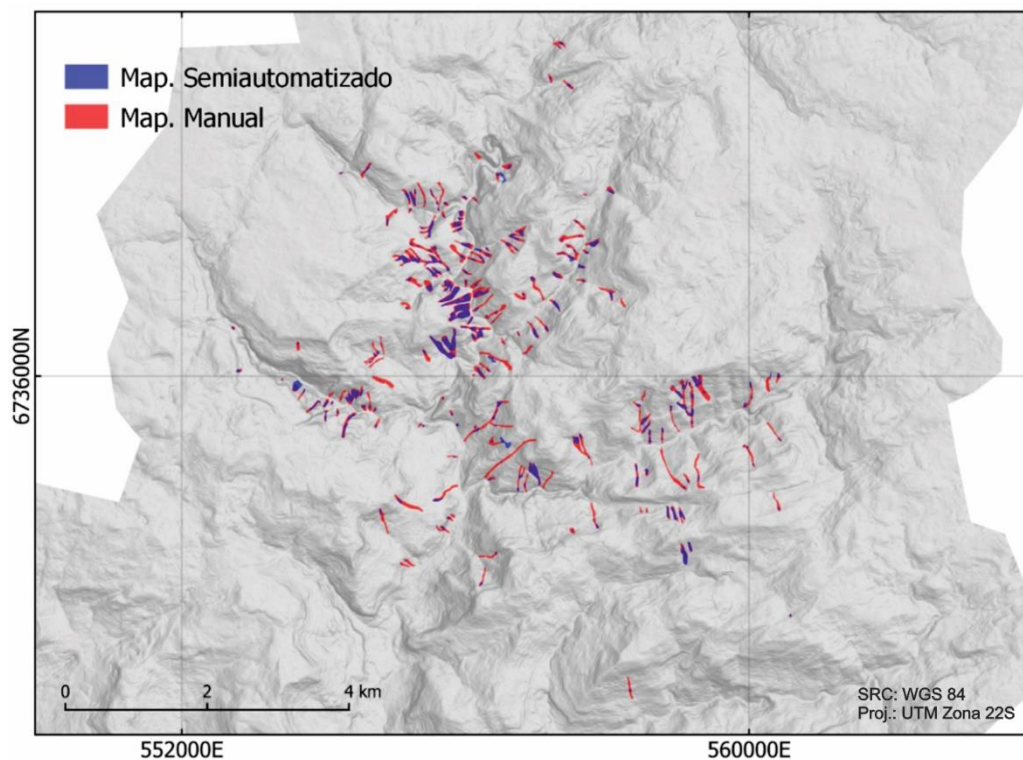 Map. Semiautomatizado
Map. Manual
6736000N
0 2 4 km
SRC: WGS 84
Proj.: UTM Zona 22S
552000E 560000E